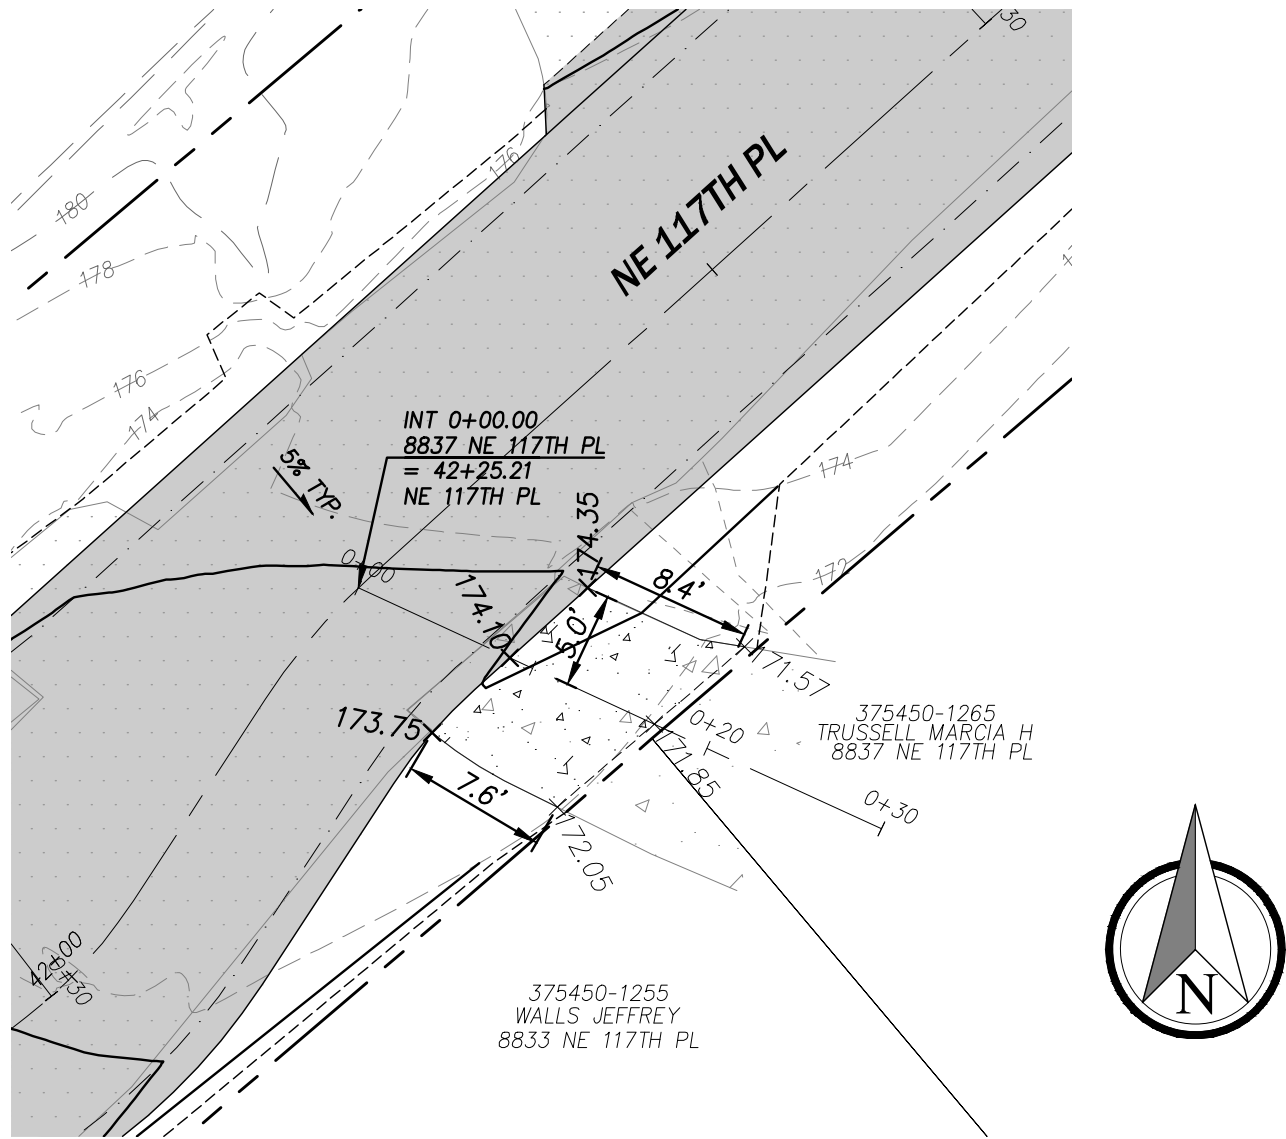 30
NE 117TH PL
176
180
178
176
174
INT 0+00.00
8837 NE 117TH PL
= 42+25.21
NE 117TH PL
5% TYP.
174
172
0+00
174.35
174.10
8.4'
5.0'
171.57
173.75
7.6'
0+20
171.85
0+30
172.05
375450-1265
TRUSSELL MARCIA H
8837 NE 117TH PL
42+00
0+30
375450-1255
WALLS JEFFREY
8833 NE 117TH PL
N